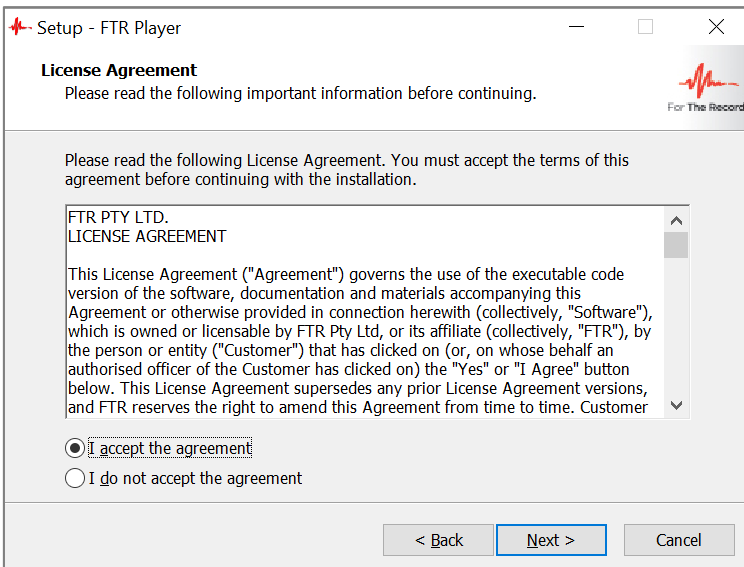 Setup - FTR Player
License Agreement
Please read the following important information before continuing.
For The Record
Please read the following License Agreement. You must accept the terms of this
agreement before continuing with the installation.
FTR PTY LTD.
LICENSE AGREEMENT
This License Agreement ("Agreement") governs the use of the executable code
version of the software, documentation and materials accompanying this
Agreement or otherwise provided in connection herewith (collectively, "Software"),
which is owned or licensable by FTR Pty Ltd, or its affiliate (collectively, "FTR"), by
the person or entity ("Customer") that has clicked on (or, on whose behalf an
authorised officer of the Customer has clicked on) the "Yes" or "I Agree" button
below. This License Agreement supersedes any prior License Agreement versions,
and FTR reserves the right to amend this Agreement from time to time. Customer
I accept the agreement
I do not accept the agreement
< Back
Next >
Cancel